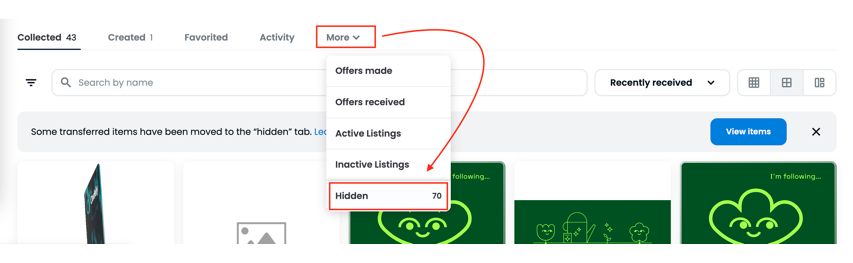 Collected 43 Created 1 Favorited Activity More
Offers made
Search by name
Recently received
Offers received
Some transferred items have been moved to the "hidden" tab.
Active Listings
View items
Inactive Listings
following...
I'm following...
Hidden 70